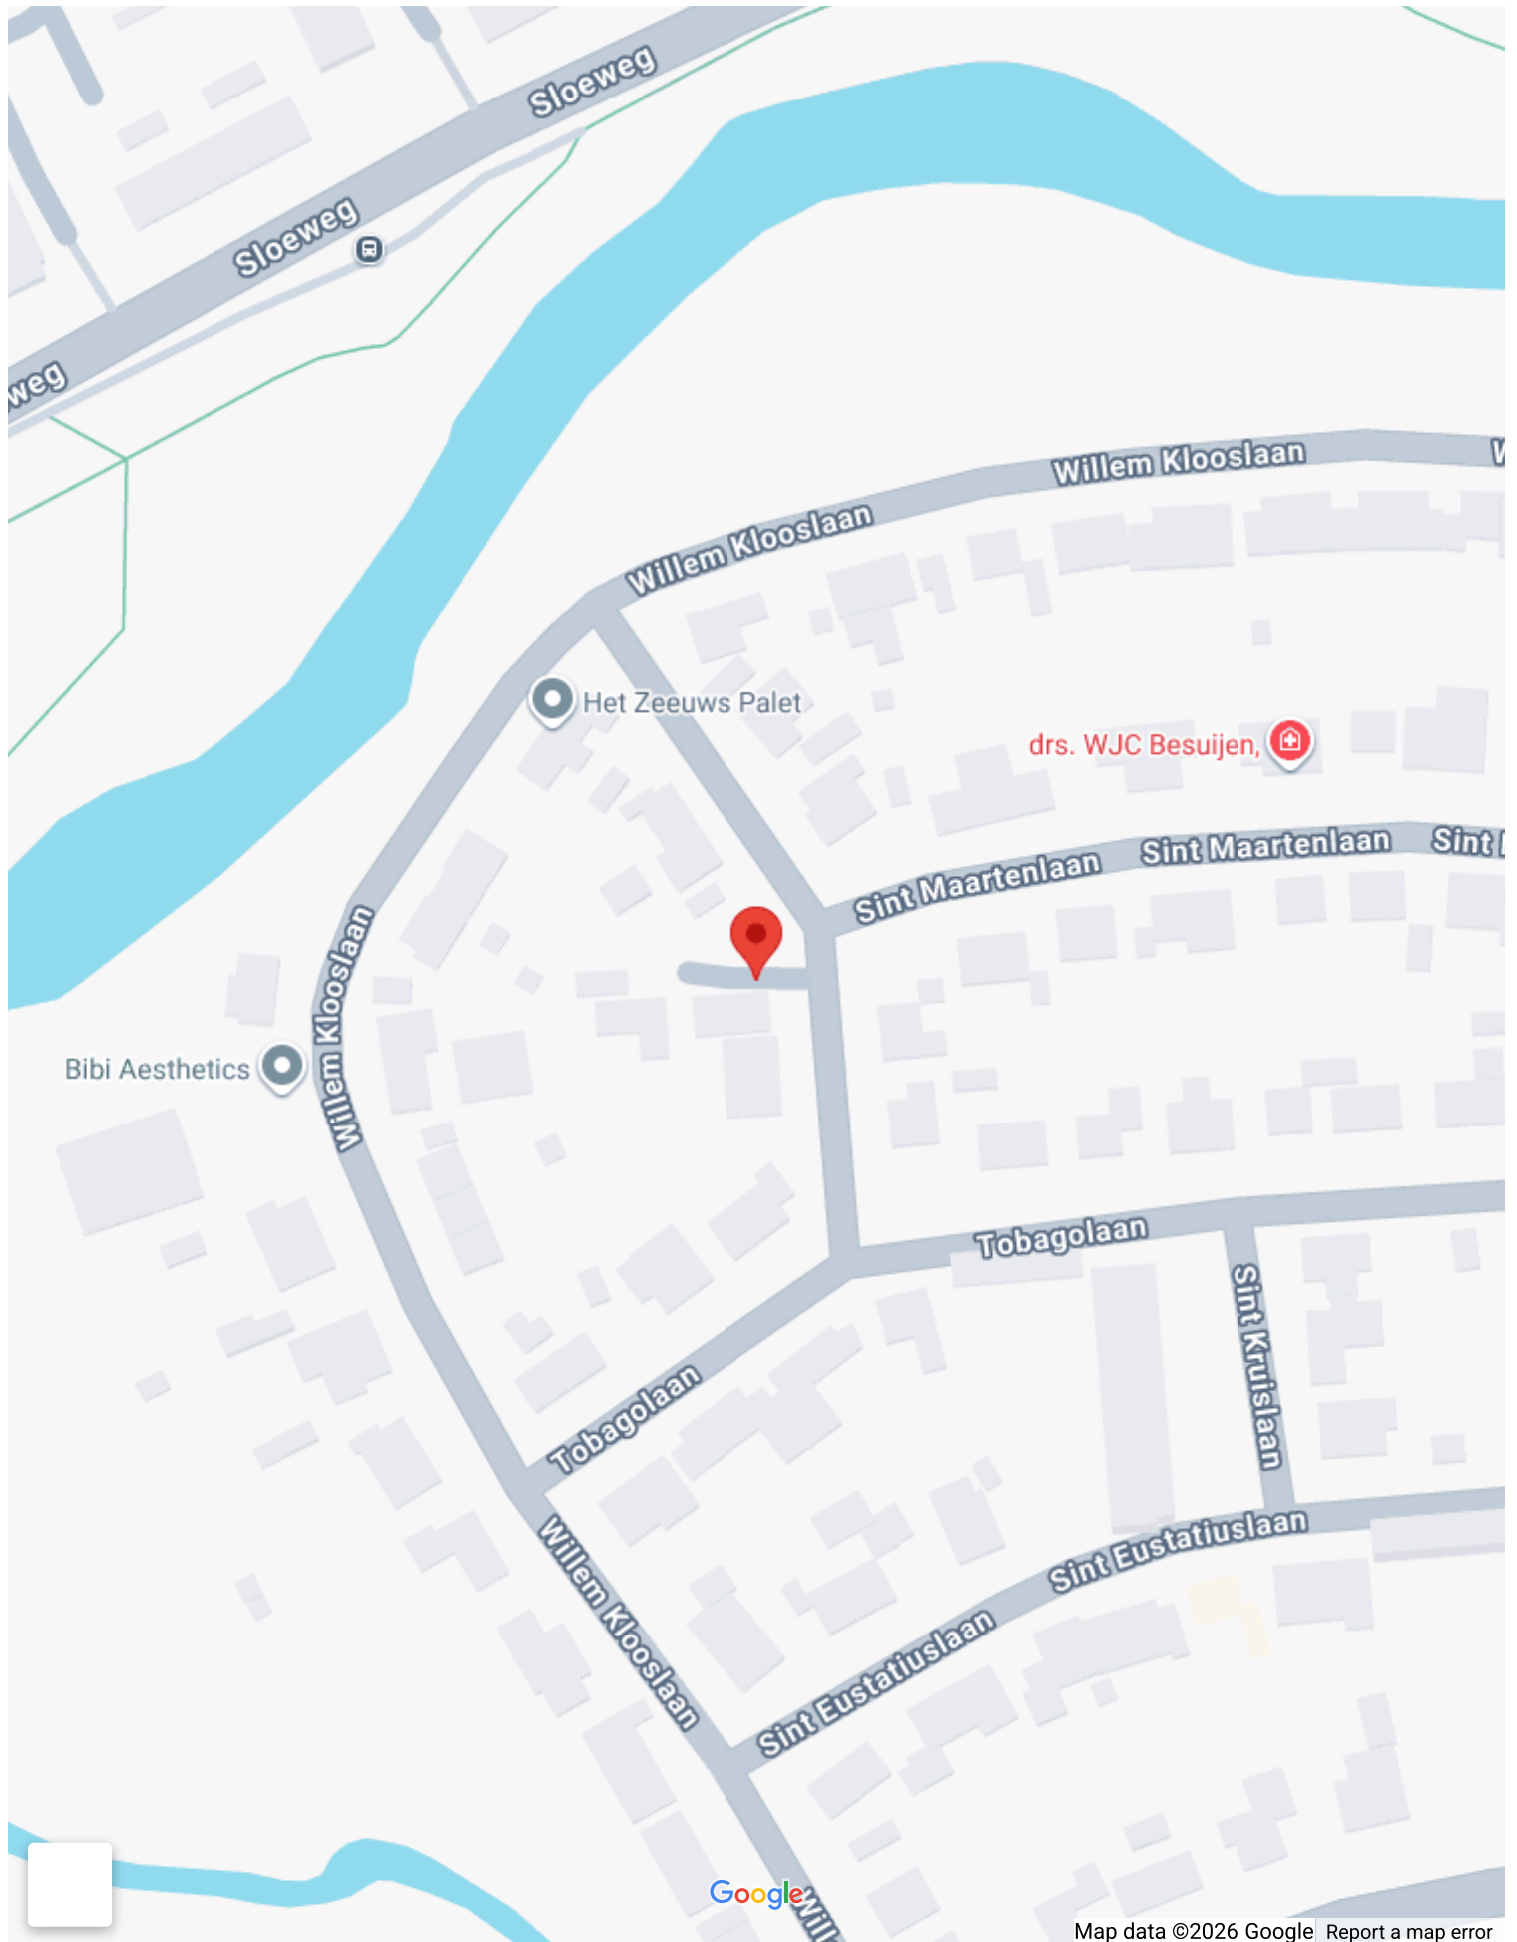 Sloeweg
Sloeweg
weg
Willem Klooslaan
Willem Klooslaan
W
Het Zeeuws Palet
drs. WJC Besuijen,
Sint Maartenlaan
Sint Maartenlaan
Sint
Willem Klooslaan
Bibi Aesthetics
Tobagolaan
Sint Kruislaan
Tobagolaan
Sint Eustatiuslaan
Willem Klooslaan
Sint Eustatiuslaan
Google
Will
Map data ©2026 Google
Report a map error